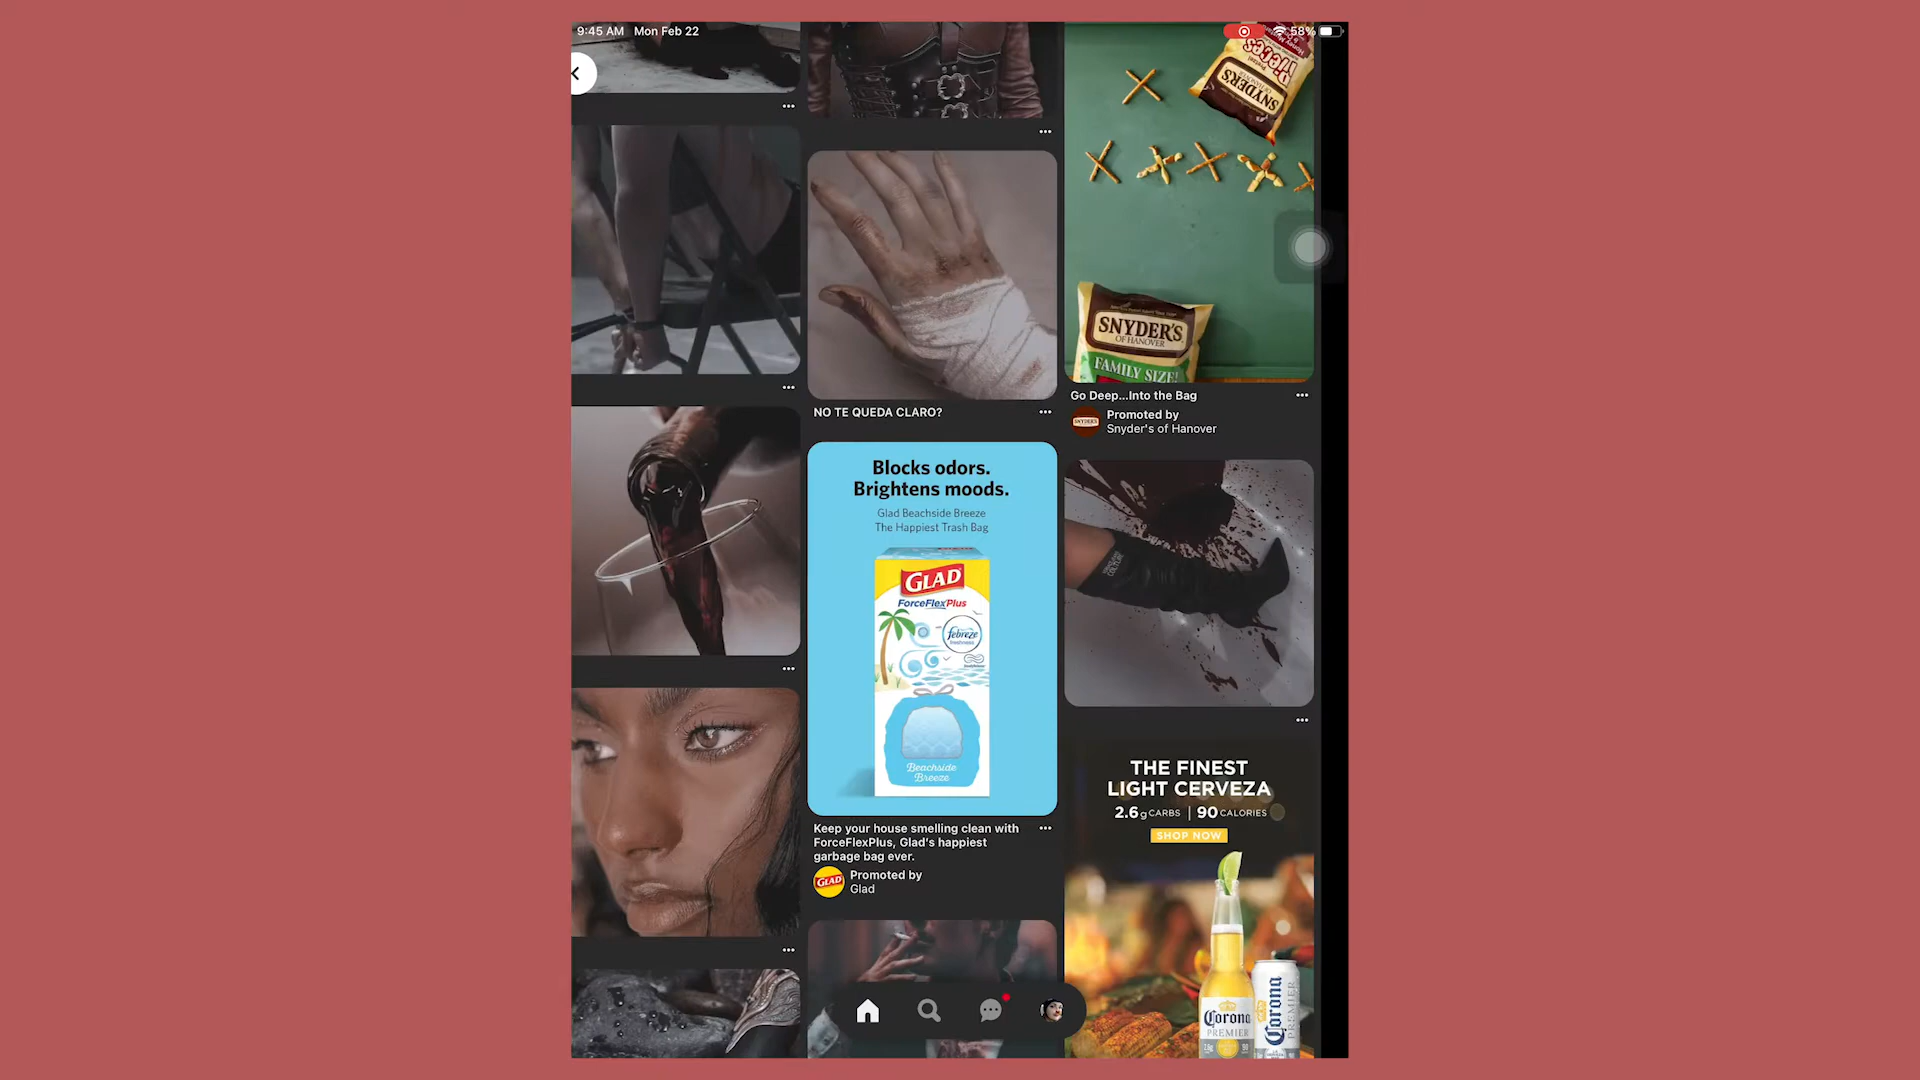 9:45 AM Mon Feb 22
58%
SNYDER'S
OF HANOVER
SNYDER'S
OF HANOVER
FAMILY SIZE!
Go Deep...Into the Bag
Promoted by
Snyder's of Hanover
NO TE QUEDA CLARO?
Blocks odors.
Brightens moods.
Glad Beachside Breeze
The Happiest Trash Bag
GLAD
ForceFlexPlus
febreze
Beachside
Breeze
Keep your house smelling clean with
ForceFlexPlus, Glad's happiest
garbage bag ever.
GLAD
Promoted by
Glad
THE FINEST
LIGHT CERVEZA
2.6g CARBS | 90 CALORIES
SHOP NOW
Corona
PREMIER
Corona
PREMIER